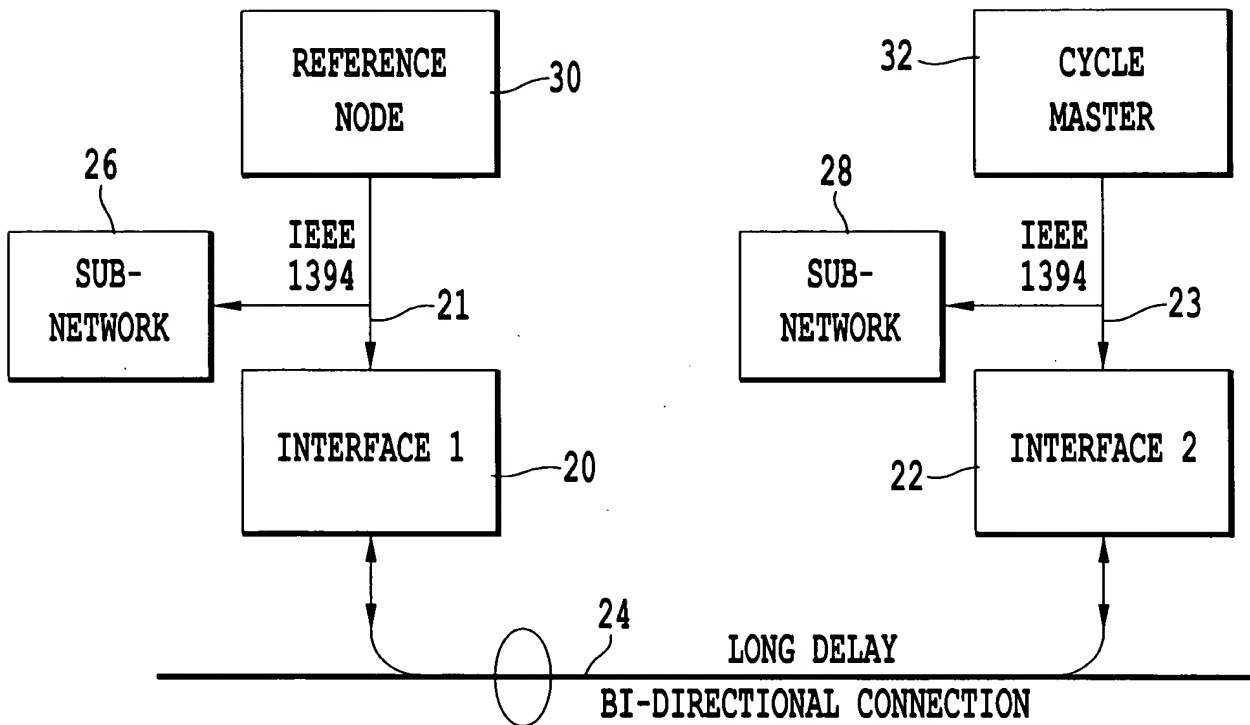 REFERENCE
NODE
30
32
CYCLE
MASTER
26
28
IEEE
1394
IEEE
1394
SUB-
NETWORK
SUB-
NETWORK
21
23
INTERFACE 1
INTERFACE 2
20
22
24
LONG DELAY
BI-DIRECTIONAL CONNECTION